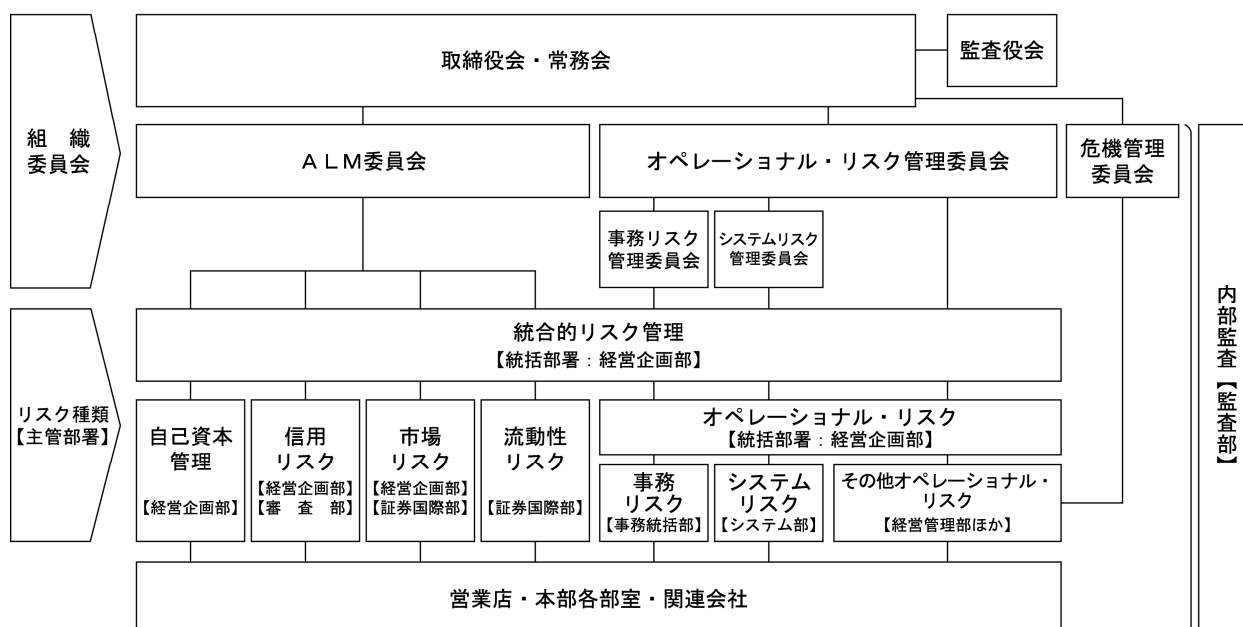 取締役会・常務会
監査役会
組　織
委員会
ＡＬＭ委員会
オペレーショナル・リスク管理委員会
危機管理
委員会
事務リスク
管理委員会
システムリスク
管理委員会
内部監査【監査部】
リスク種類
【主管部署】
統合的リスク管理
【統括部署：経営企画部】
自己資本
管理
【経営企画部】
信用
リスク
【経営企画部】
【審　査　部】
市場
リスク
【経営企画部】
【証券国際部】
流動性
リスク
【証券国際部】
オペレーショナル・リスク
【統括部署：経営企画部】
事務
リスク
【事務統括部】
システム
リスク
【システム部】
その他オペレーショナル・
リスク
【経営管理部ほか】
営業店・本部各部室・関連会社